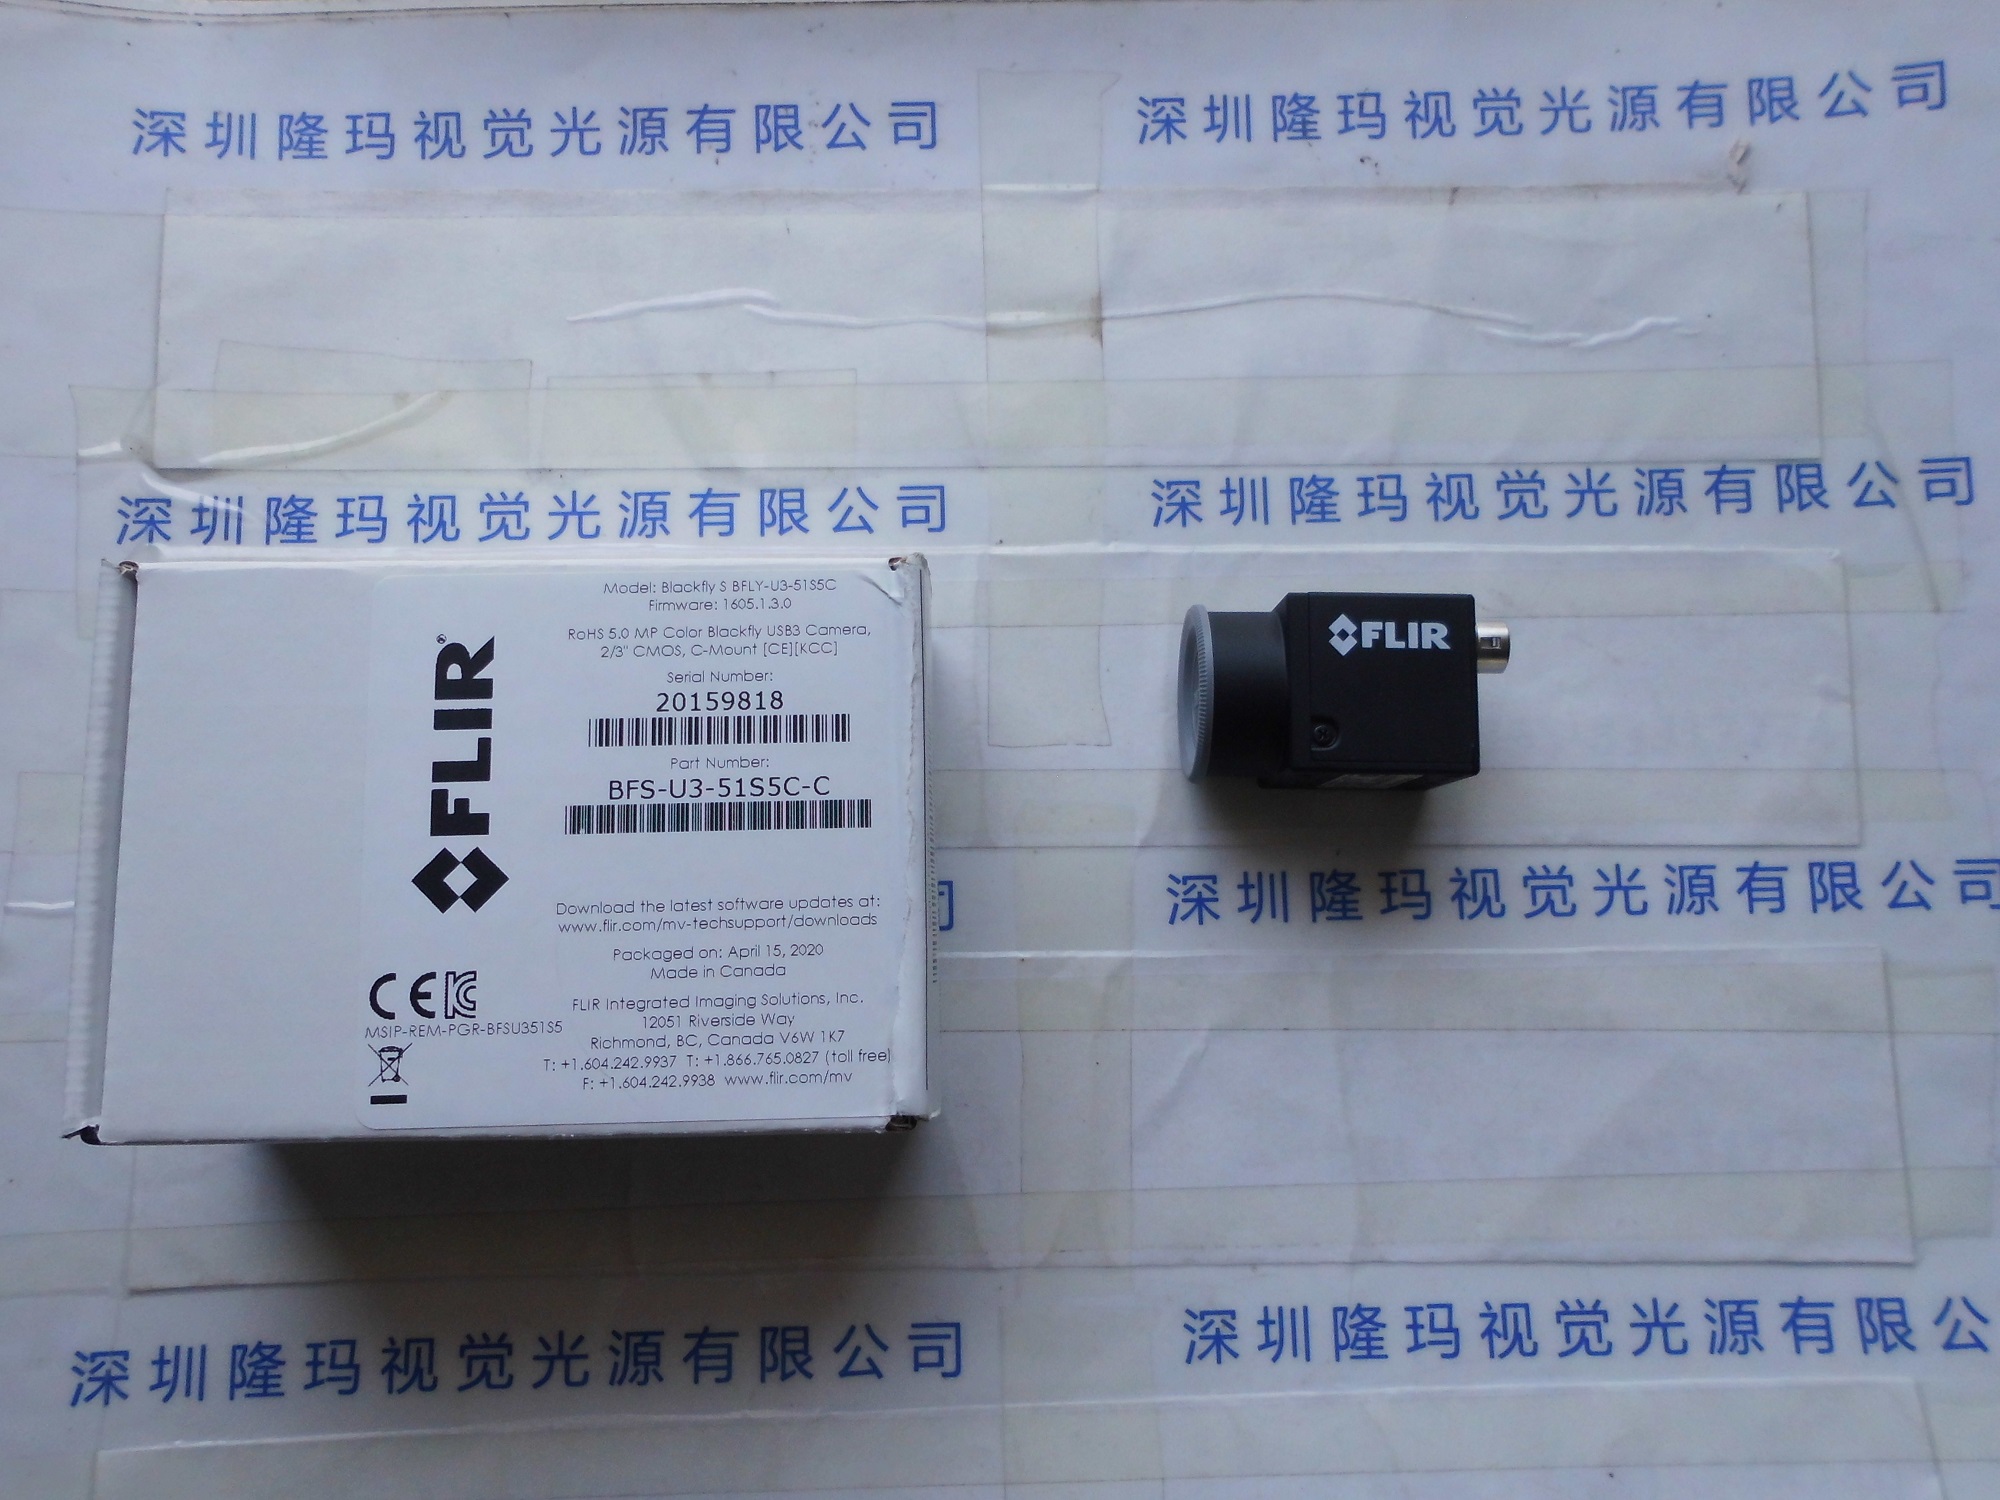 深圳隆玛视觉光源有限公司
深圳隆玛视觉光源有限公司
深圳隆玛视觉光源有限公司
深圳隆玛视觉光源有限公司
FLIR®
Model: Blackfly S BFLY-U3-51S5C
Firmware: 1605.1.3.0
RoHS 5.0 MP Color Blackfly USB3 Camera,
2/3" CMOS, C-Mount [CE][KCC]
Serial Number:
20159818
Part Number:
BFS-U3-51S5C-C
Download the latest software updates at:
www.flir.com/mv-techsupport/downloads
Packaged on: April 15, 2020
Made in Canada
FLIR Integrated Imaging Solutions, Inc.
12051 Riverside Way
Richmond, BC, Canada V6W 1K7
T: +1.604.242.9937 T: +1.866.765.0827 (toll free)
F: +1.604.242.9938 www.flir.com/mv
CE KC
MSIP-REM-PGR-BFSU351S5
FLIR
司
深圳隆玛视觉光源有限公司
深圳隆玛视觉光源有限公司
深圳隆玛视觉光源有限公